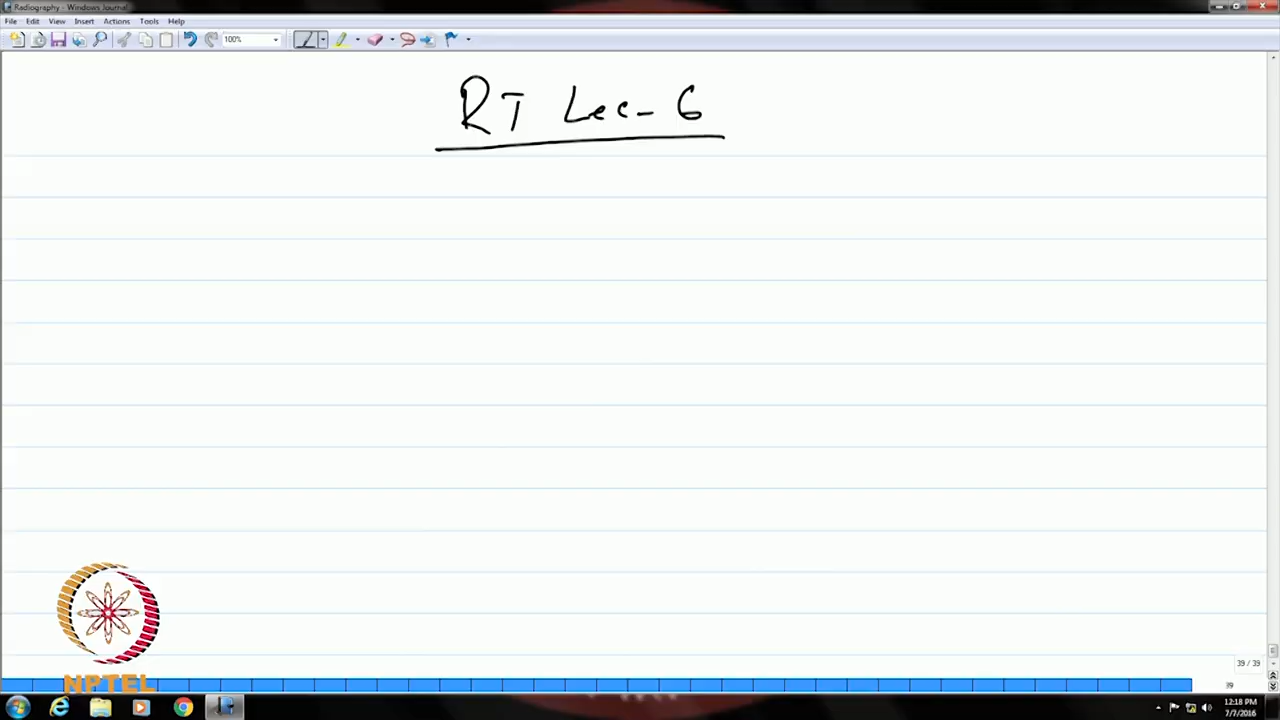 Radiography - Windows Journal
File Edit View Insert Actions Tools Help
100%
RT Lec- 6
39 / 39
NPTEL
39
12:18 PM
7/7/2016